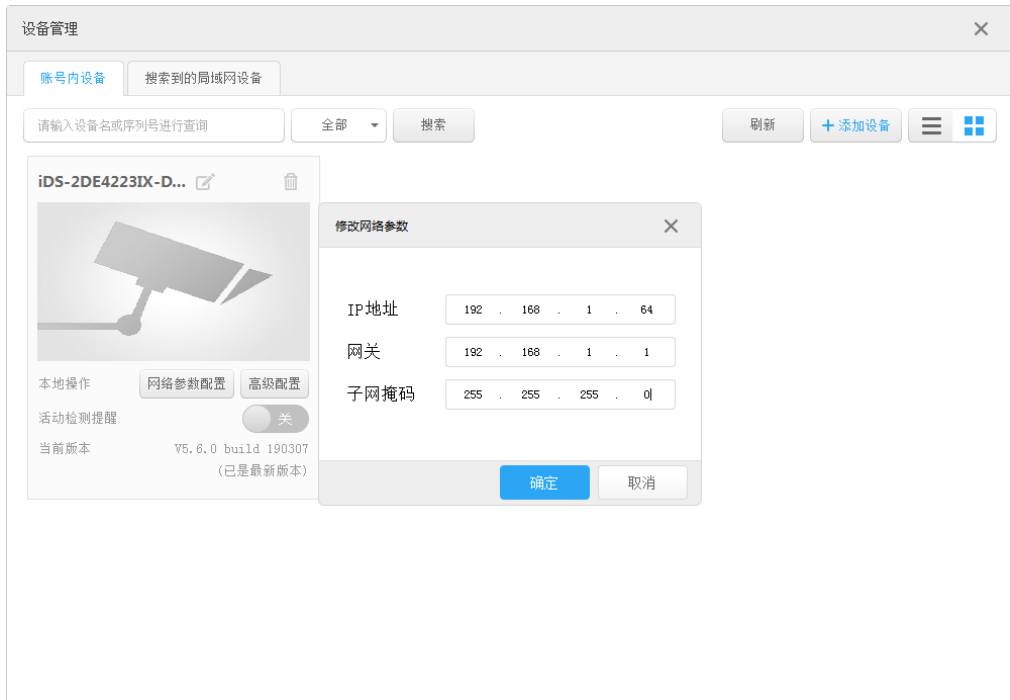 设备管理
账号内设备 搜索到的局域网设备
请输入设备名或序列号进行查询 全部 搜索 刷新 +添加设备
iDS-2DE4223IX-D...
修改网络参数
IP地址 192 . 168 . 1 . 64
网关 192 . 168 . 1 . 1
子网掩码 255 . 255 . 255 . 0
本地操作 网络参数配置 高级配置
活动检测提醒 关
当前版本 V5.6.0 build 190307
(已是最新版本)
确定 取消